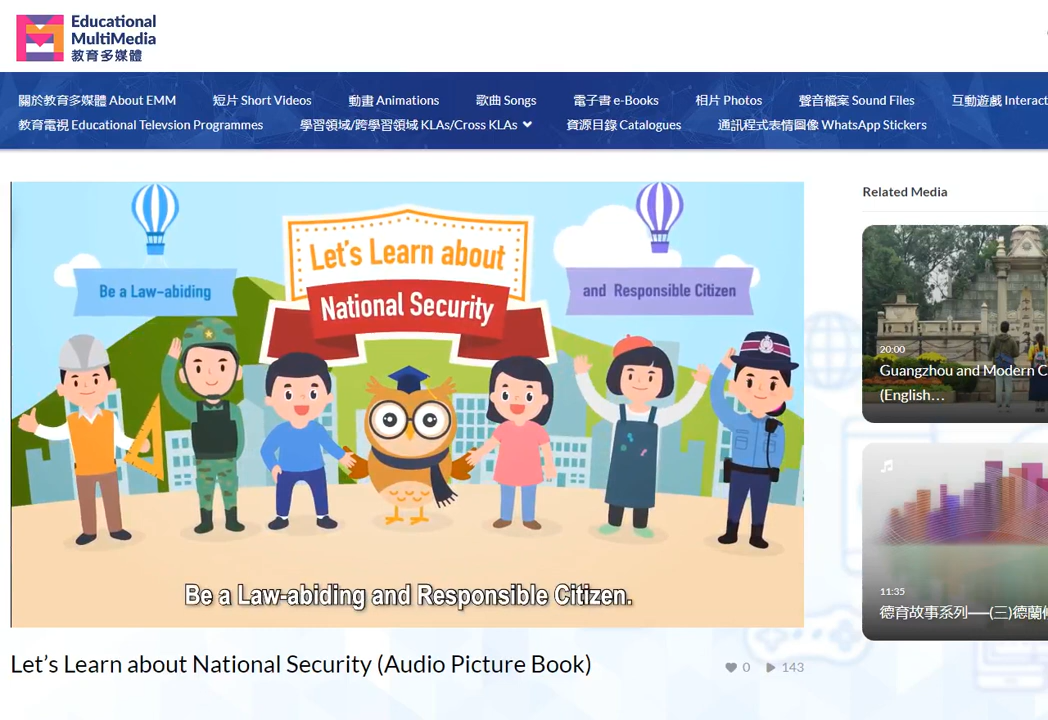 Educational
MultiMedia
教育多媒體
關於教育多媒體 About EMM
短片 Short Videos
動畫 Animations
歌曲 Songs
電子書 e-Books
相片 Photos
聲音檔案 Sound Files
互動遊戲 Interact
教育電視 Educational Televsion Programmes
學習領域/跨學習領域 KLAs/Cross KLAs
資源目錄 Catalogues
通訊程式表情圖像 WhatsApp Stickers
Let's Learn about
National Security
Be a Law-abiding
and Responsible Citizen
Be a Law-abiding and Responsible Citizen.
Let's Learn about National Security (Audio Picture Book)
0
143
Related Media
20:00
Guangzhou and Modern C
(English...
11:35
德育故事系列──(三)德蘭